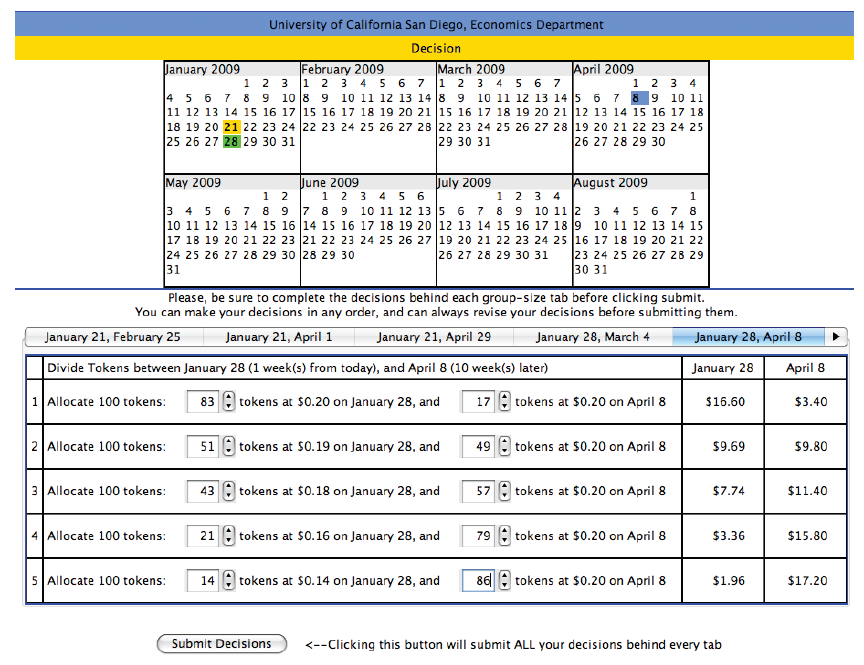 University of California San Diego, Economics Department
Decision
January 2009 February 2009 March 2009 April 2009
1 2 3 1 2 3 4 5 6 7 1 2 3 4 5 6 7 1 2 3 4
4 5 6 7 8 9 10 8 9 10 11 12 13 14 8 9 10 11 12 13 14 5 6 7 8 9 10 11
11 12 13 14 15 16 17 15 16 17 18 19 20 21 15 16 17 18 19 20 21 12 13 14 15 16 17 18
18 19 20 21 22 23 24 22 23 24 25 26 27 28 22 23 24 25 26 27 28 19 20 21 22 23 24 25
25 26 27 28 29 30 31 29 30 31 26 27 28 29 30
May 2009 June 2009 July 2009 August 2009
1 2 1 2 3 4 5 6 1 2 3 4 1
3 4 5 6 7 8 9 7 8 9 10 11 12 13 5 6 7 8 9 10 11 2 3 4 5 6 7 8
10 11 12 13 14 15 16 14 15 16 17 18 19 20 12 13 14 15 16 17 18 9 10 11 12 13 14 15
17 18 19 20 21 22 23 21 22 23 24 25 26 27 19 20 21 22 23 24 25 16 17 18 19 20 21 22
24 25 26 27 28 29 30 28 29 30 26 27 28 29 30 31 23 24 25 26 27 28 29
31 30 31
Please, be sure to complete the decisions behind each group-size tab before clicking submit.
You can make your decisions in any order, and can always revise your decisions before submitting them.
January 21, February 25 January 21, April 1 January 21, April 29 January 28, March 4 January 28, April 8
Divide Tokens between January 28 (1 week(s) from today), and April 8 (10 week(s) later) January 28 April 8
1 Allocate 100 tokens: 83 tokens at $0.20 on January 28, and 17 tokens at $0.20 on April 8 $16.60 $3.40
2 Allocate 100 tokens: 51 tokens at $0.19 on January 28, and 49 tokens at $0.20 on April 8 $9.69 $9.80
3 Allocate 100 tokens: 43 tokens at $0.18 on January 28, and 57 tokens at $0.20 on April 8 $7.74 $11.40
4 Allocate 100 tokens: 21 tokens at $0.16 on January 28, and 79 tokens at $0.20 on April 8 $3.36 $15.80
5 Allocate 100 tokens: 14 tokens at $0.14 on January 28, and 86 tokens at $0.20 on April 8 $1.96 $17.20
Submit Decisions <--Clicking this button will submit ALL your decisions behind every tab